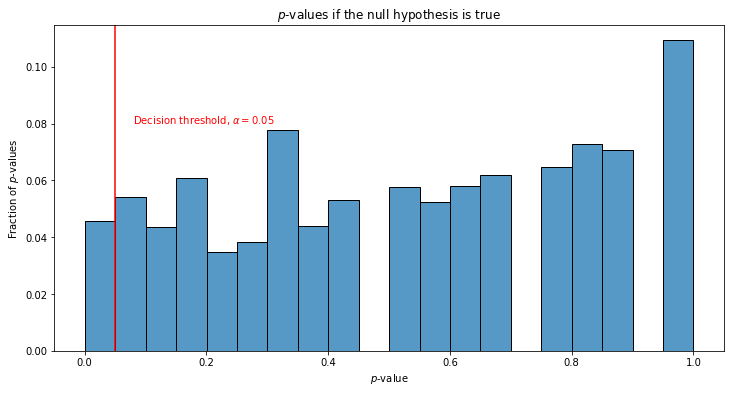 p-values if the null hypothesis is true
0.10
0.08
0.06
0.04
0.02
0.00
Fraction of p-values
Decision threshold, α = 0.05
0.0 0.2 0.4 0.6 0.8 1.0
p-value